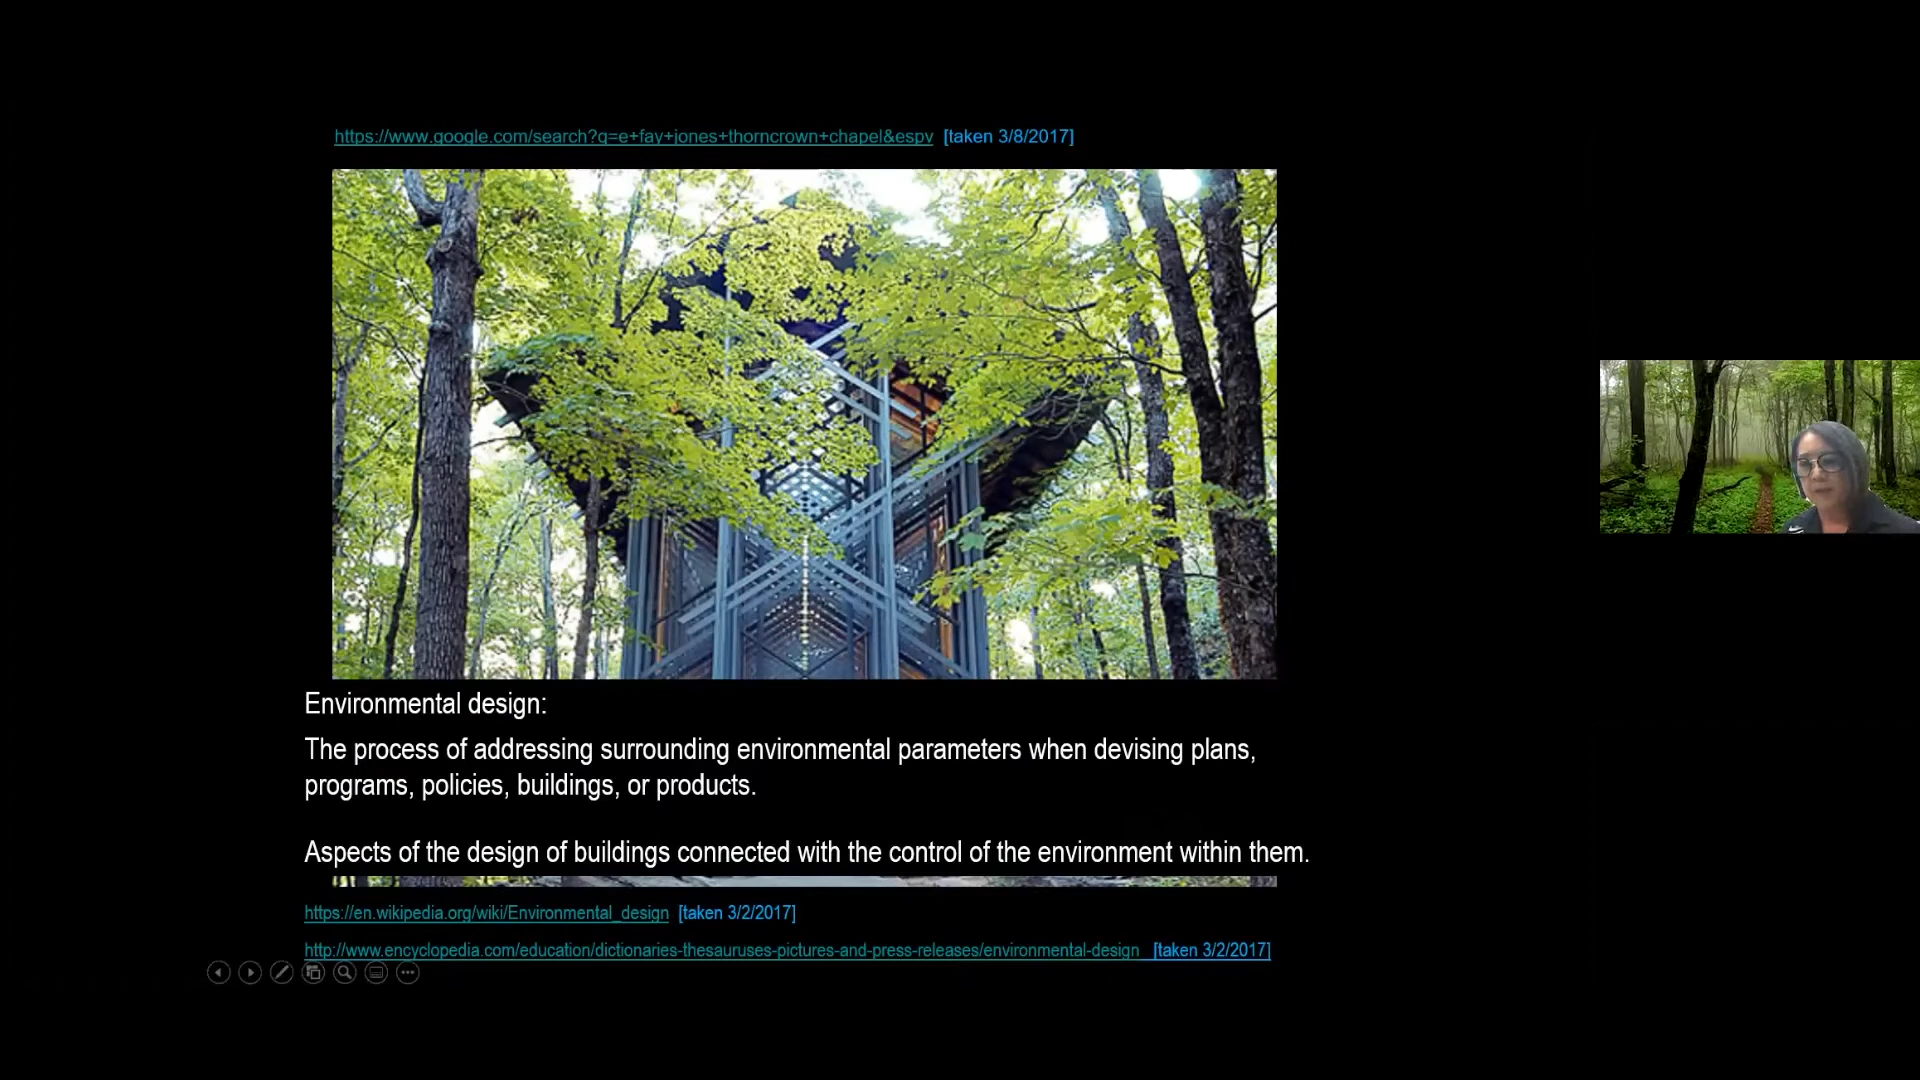 https://www.google.com/search?q=e+fay+jones+thorncrown+chapel&espv [taken 3/8/2017]
Environmental design:
The process of addressing surrounding environmental parameters when devising plans,
programs, policies, buildings, or products.
Aspects of the design of buildings connected with the control of the environment within them.
https://en.wikipedia.org/wiki/Environmental_design [taken 3/2/2017]
http://www.encyclopedia.com/education/dictionaries-thesauruses-pictures-and-press-releases/environmental-design [taken 3/2/2017]